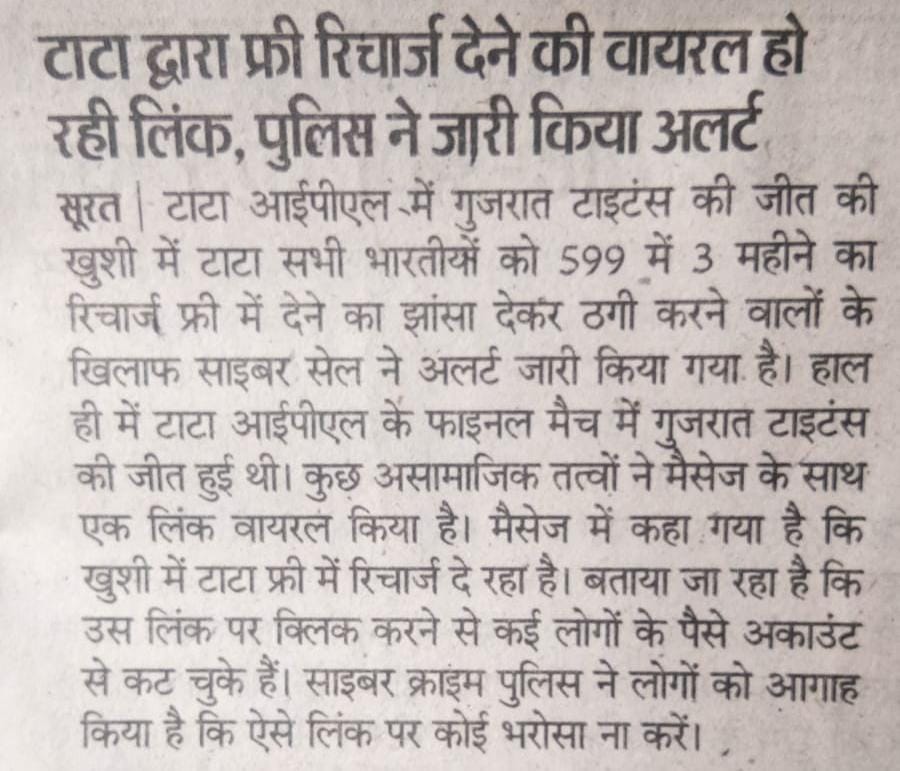 टाटा द्वारा फ्री रिचार्ज देने की वायरल हो
रही लिंक, पुलिस ने जारी किया अलर्ट
सूरत | टाटा आईपीएल में गुजरात टाइटंस की जीत की
खुशी में टाटा सभी भारतीयों को 599 में 3 महीने का
रिचार्ज फ्री में देने का झांसा देकर ठगी करने वालों के
खिलाफ साइबर सेल ने अलर्ट जारी किया गया है। हाल
ही में टाटा आईपीएल के फाइनल मैच में गुजरात टाइटंस
की जीत हुई थी। कुछ असामाजिक तत्वों ने मैसेज के साथ
एक लिंक वायरल किया है। मैसेज में कहा गया है कि
खुशी में टाटा फ्री में रिचार्ज दे रहा है। बताया जा रहा है कि
उस लिंक पर क्लिक करने से कई लोगों के पैसे अकाउंट
से कट चुके हैं। साइबर क्राइम पुलिस ने लोगों को आगाह
किया है कि ऐसे लिंक पर कोई भरोसा ना करें।